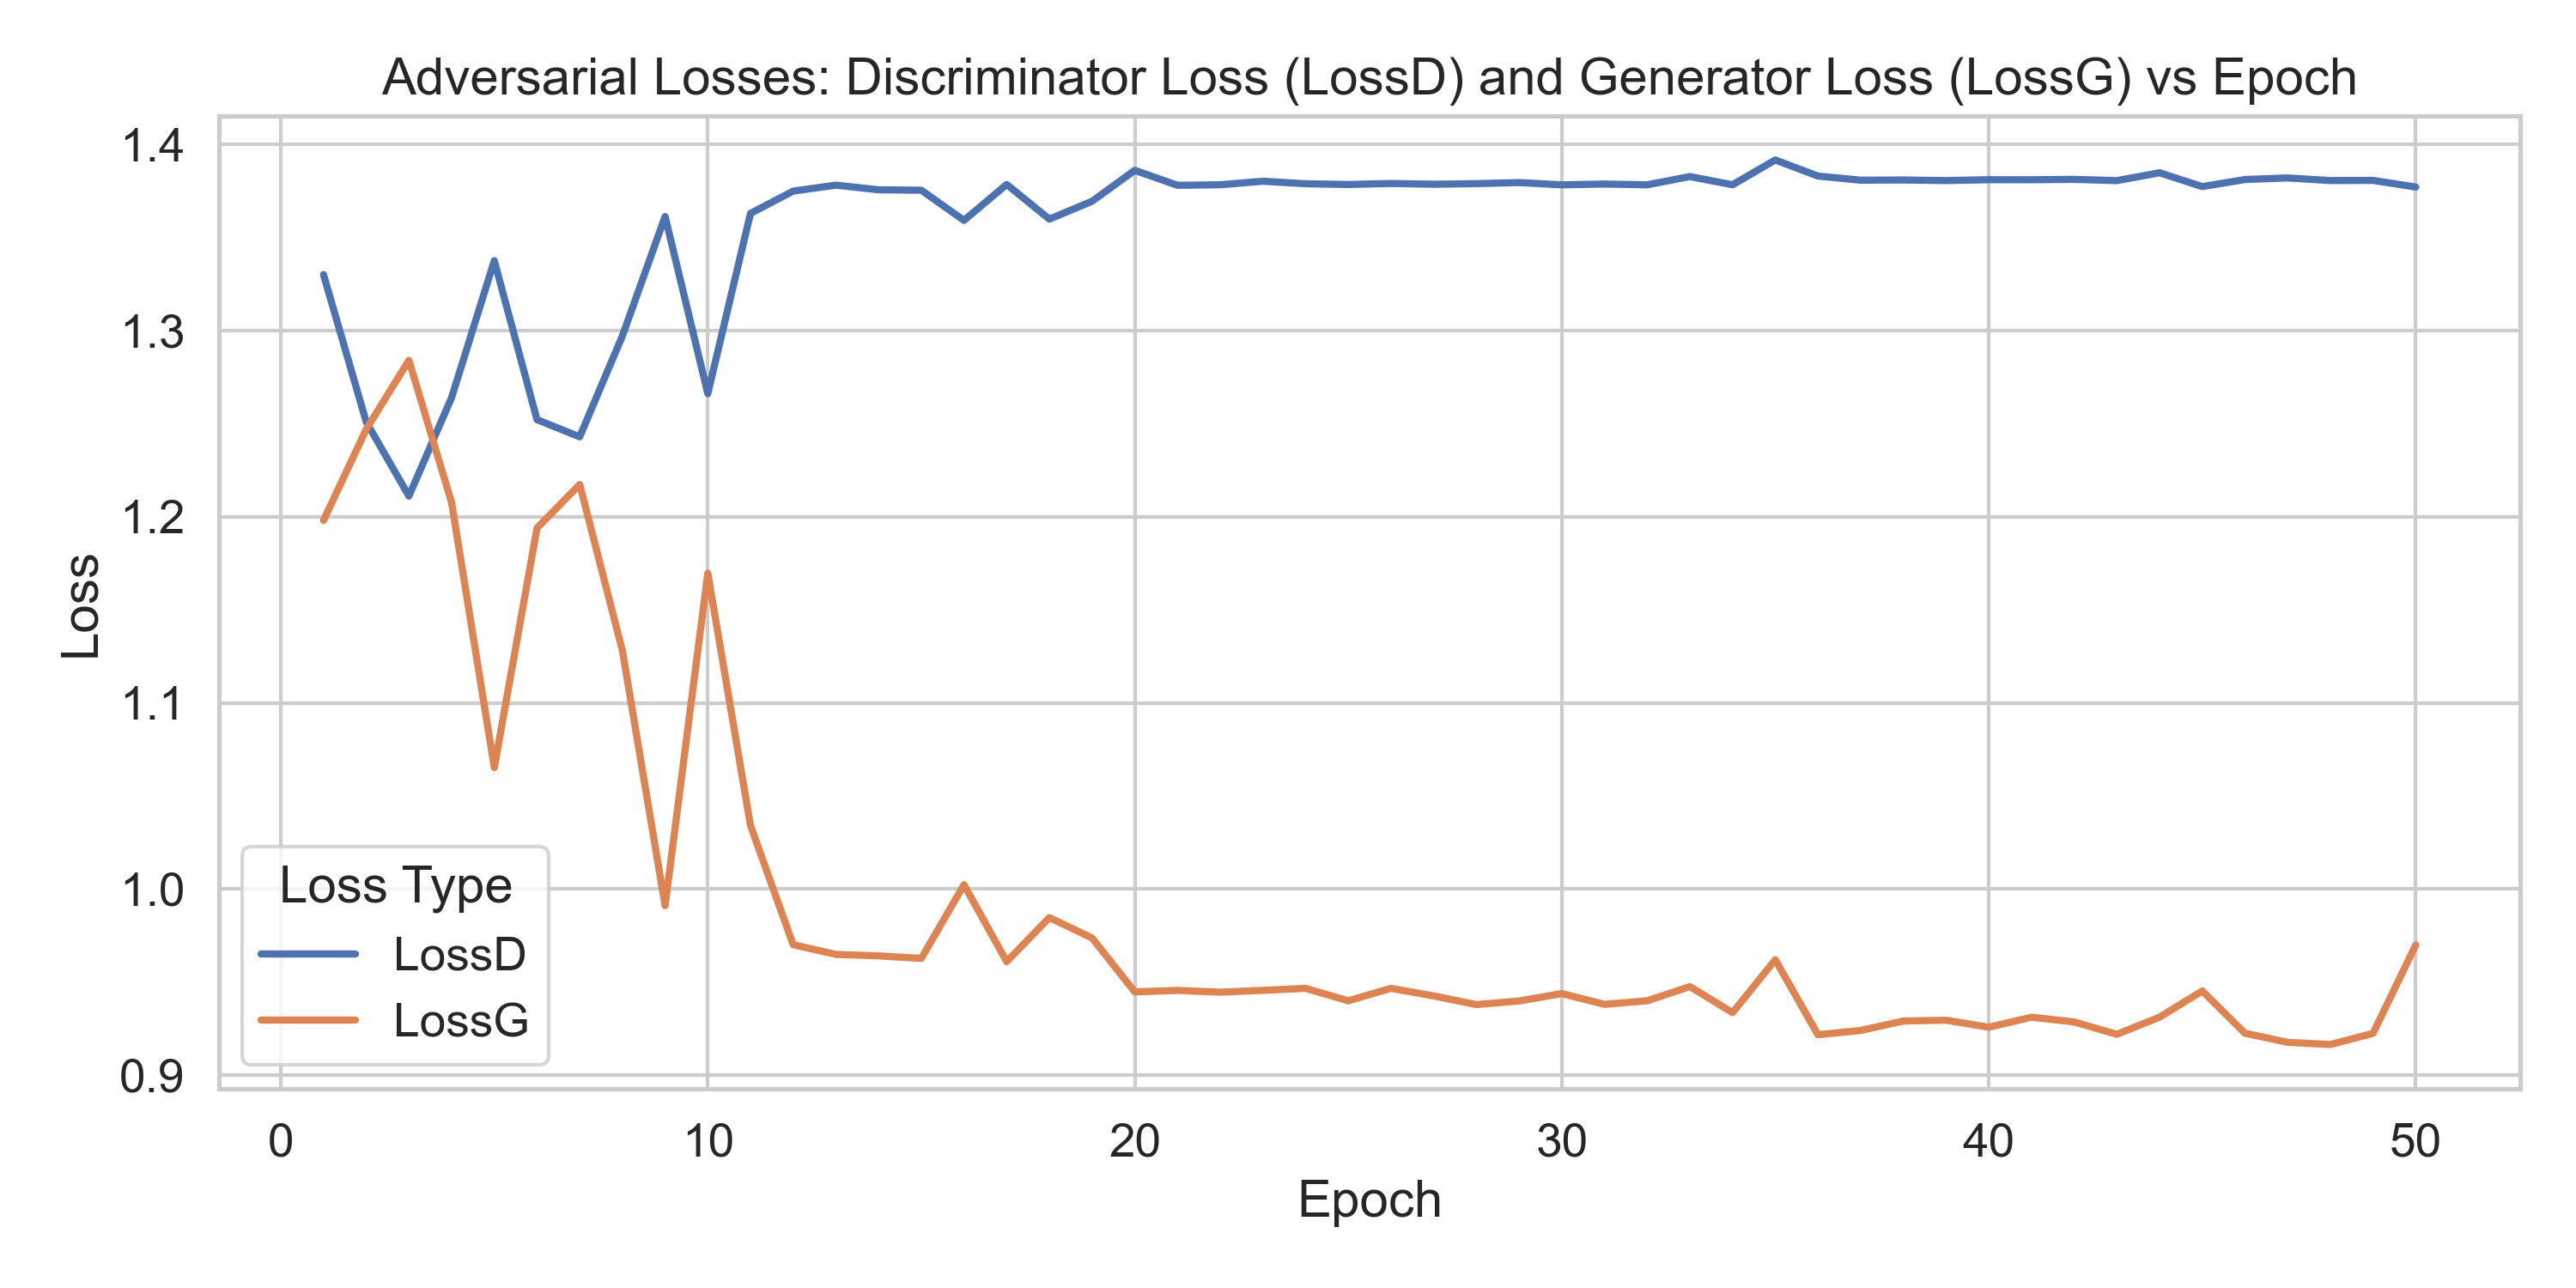 Adversarial Losses: Discriminator Loss (LossD) and Generator Loss (LossG) vs Epoch
1.4
1.3
1.2
1.1
1.0
0.9
Loss
Loss Type
LossD
LossG
0 10 20 30 40 50
Epoch